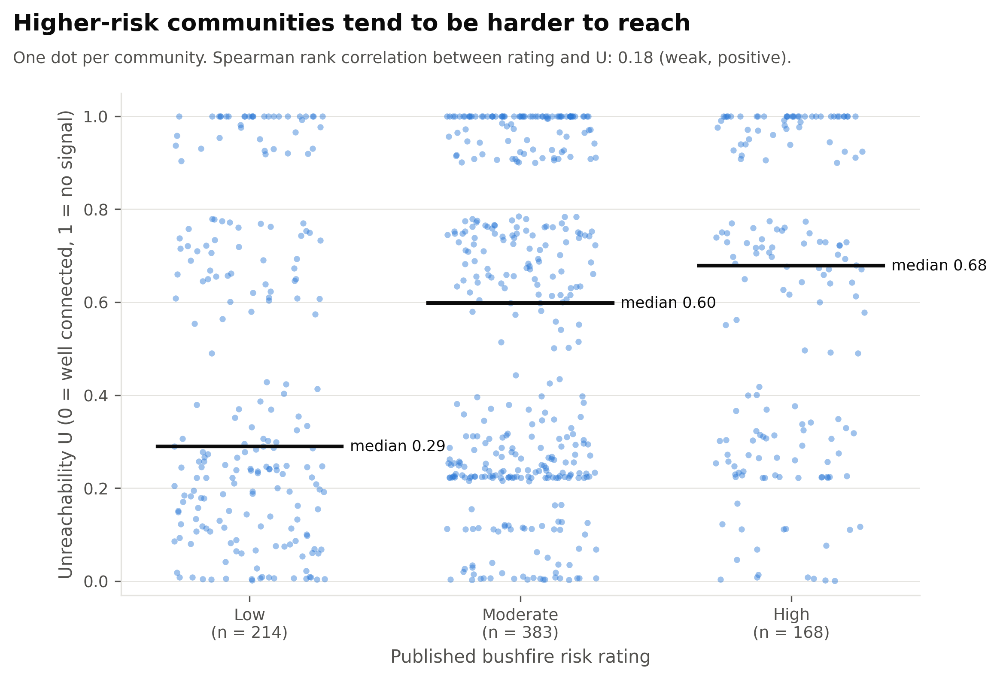 Higher-risk communities tend to be harder to reach
One dot per community. Spearman rank correlation between rating and U: 0.18 (weak, positive).
Unreachability U (0 = well connected, 1 = no signal)
1.0
0.8
0.6
0.4
0.2
0.0
median 0.29
median 0.60
median 0.68
Low
(n = 214)
Moderate
(n = 383)
High
(n = 168)
Published bushfire risk rating